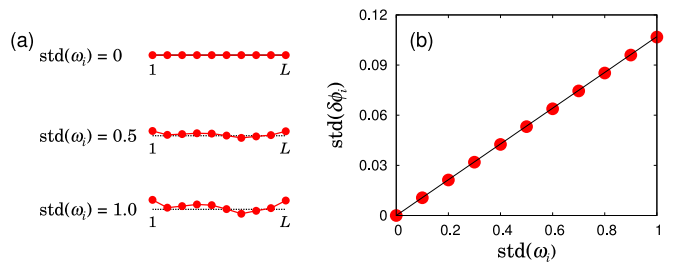 (a)
std(ωᵢ) = 0
1 L
std(ωᵢ) = 0.5
1 L
std(ωᵢ) = 1.0
1 L
(b)
std(δϕᵢ)
0.12
0.09
0.06
0.03
0
0 0.2 0.4 0.6 0.8 1
std(ωᵢ)